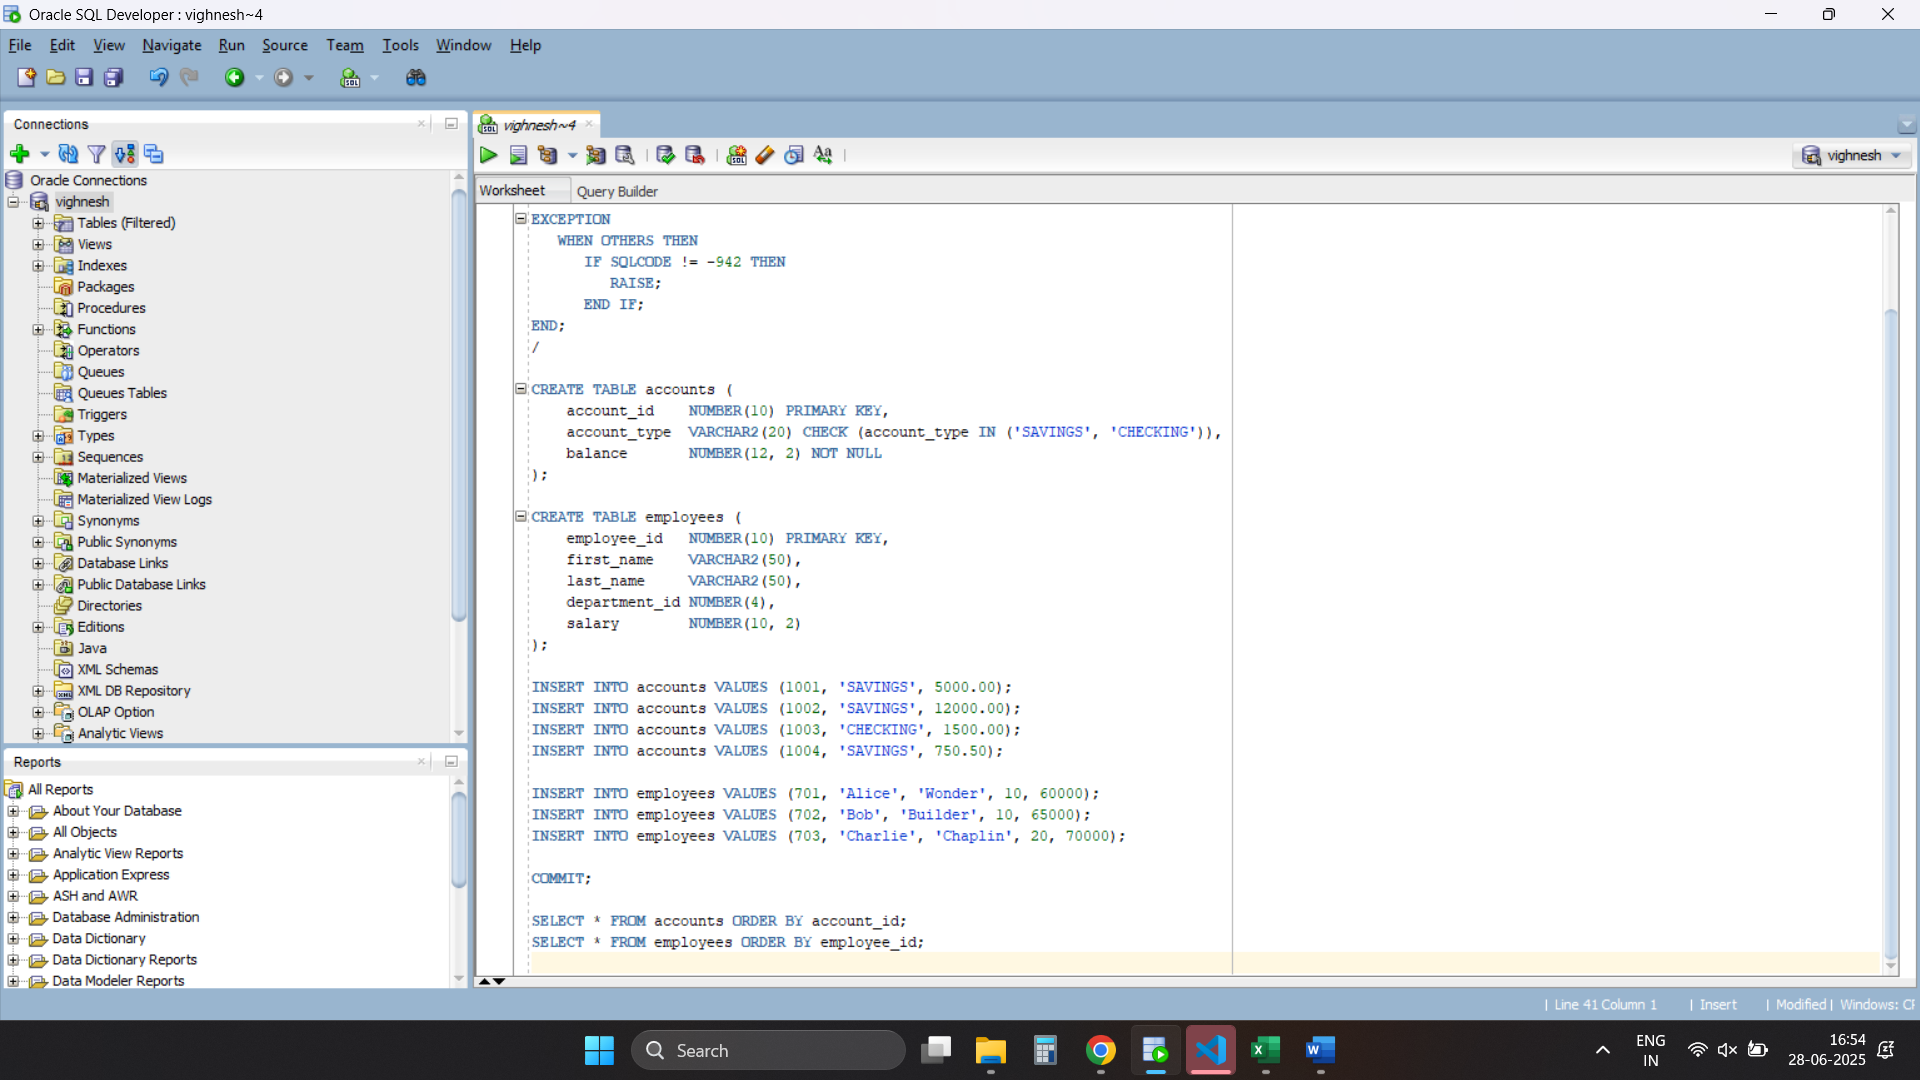 Oracle SQL Developer : vighnesh~4
File Edit View Navigate Run Source Team Tools Window Help
Connections
Oracle Connections
vighnesh
Tables (Filtered)
Views
Indexes
Packages
Procedures
Functions
Operators
Queues
Queues Tables
Triggers
Types
Sequences
Materialized Views
Materialized View Logs
Synonyms
Public Synonyms
Database Links
Public Database Links
Directories
Editions
Java
XML Schemas
XML DB Repository
OLAP Option
Analytic Views
Reports
All Reports
About Your Database
All Objects
Analytic View Reports
Application Express
ASH and AWR
Database Administration
Data Dictionary
Data Dictionary Reports
Data Modeler Reports
vighnesh~4
vighnesh
Worksheet Query Builder
EXCEPTION
WHEN OTHERS THEN
IF SQLCODE != -942 THEN
RAISE;
END IF;
END;
/
CREATE TABLE accounts (
account_id NUMBER(10) PRIMARY KEY,
account_type VARCHAR2(20) CHECK (account_type IN ('SAVINGS', 'CHECKING')),
balance NUMBER(12, 2) NOT NULL
);
CREATE TABLE employees (
employee_id NUMBER(10) PRIMARY KEY,
first_name VARCHAR2(50),
last_name VARCHAR2(50),
department_id NUMBER(4),
salary NUMBER(10, 2)
);
INSERT INTO accounts VALUES (1001, 'SAVINGS', 5000.00);
INSERT INTO accounts VALUES (1002, 'SAVINGS', 12000.00);
INSERT INTO accounts VALUES (1003, 'CHECKING', 1500.00);
INSERT INTO accounts VALUES (1004, 'SAVINGS', 750.50);
INSERT INTO employees VALUES (701, 'Alice', 'Wonder', 10, 60000);
INSERT INTO employees VALUES (702, 'Bob', 'Builder', 10, 65000);
INSERT INTO employees VALUES (703, 'Charlie', 'Chaplin', 20, 70000);
COMMIT;
SELECT * FROM accounts ORDER BY account_id;
SELECT * FROM employees ORDER BY employee_id;
| Line 41 Column 1 | Insert | Modified | Windows:
Search
ENG
IN
16:54
28-06-2025